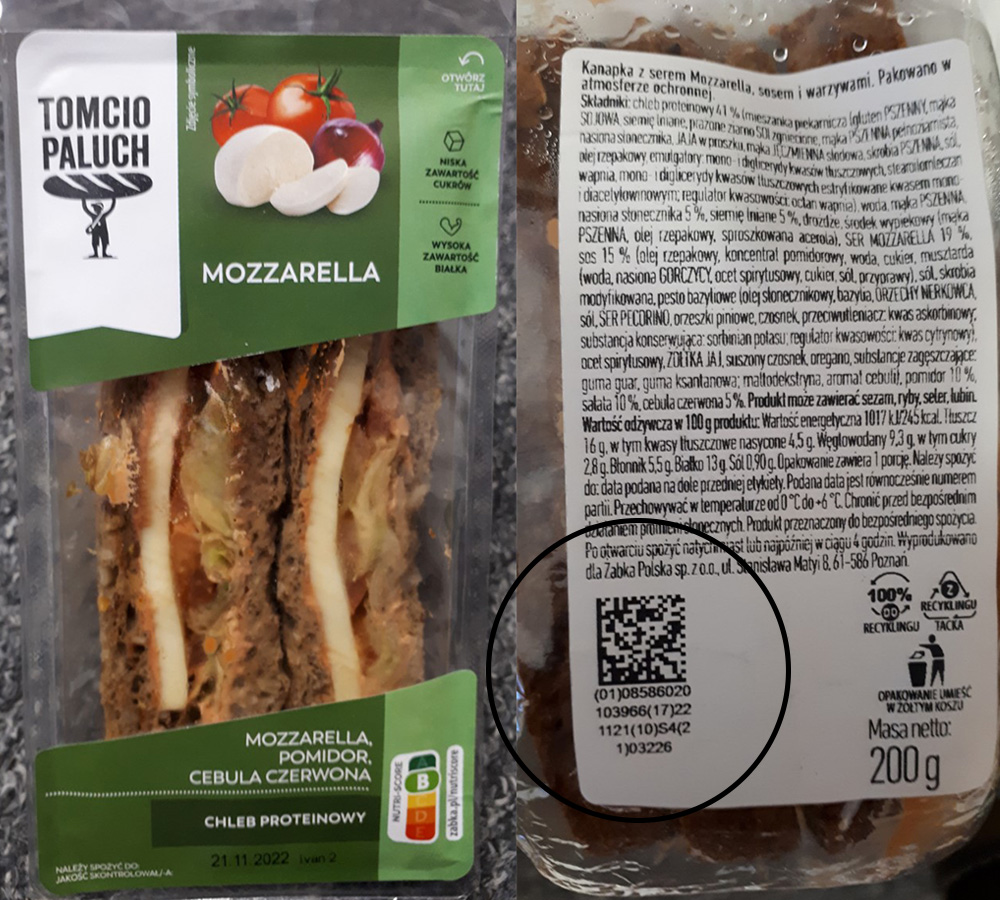 TOMCIO
PALUCH
Zdjęcie symboliczne
OTWÓRZ
TUTAJ
NISKA
ZAWARTOŚĆ
CUKRÓW
WYSOKA
ZAWARTOŚĆ
BIAŁKA
MOZZARELLA
MOZZARELLA,
POMIDOR,
CEBULA CZERWONA
CHLEB PROTEINOWY
NUTRI-SCORE
A
B
C
D
E
zabka.pl/nutriscore
NALEŻY SPOŻYĆ DO:
JAKOŚĆ SKONTROLOWAŁ/-A:
21.11.2022 Ivan 2
Kanapka z serem Mozzarella, sosem i warzywami. Pakowano w
atmosferze ochronnej.
Składniki: chleb proteinowy 41 % (mieszanka piekarnicza (gluten PSZENNY, mąka
SOJOWA, siemię lniane, prażone ziarno SOI zgniecione, mąka PSZENNA pełnoziarnista,
nasiona słonecznika, JAJA w proszku, mąka JĘCZMIENNA słodowa, skrobia PSZENNA, sól,
olej rzepakowy, emulgatory: mono- i diglicerydy kwasów tłuszczowych, stearoilomleczan
wapnia, mono- i diglicerydy kwasów tłuszczowych estryfikowane kwasem mono-
i diacetylowinowym; regulator kwasowości: octan wapnia), woda, mąka PSZENNA,
nasiona słonecznika 5 %, siemię lniane 5 %, drożdże, środek wypiekowy (mąka
PSZENNA, olej rzepakowy, sproszkowana acerola), SER MOZZARELLA 19 %,
sos 15 % (olej rzepakowy, koncentrat pomidorowy, woda, cukier, musztarda
(woda, nasiona GORCZYCY, ocet spirytusowy, cukier, sól, przyprawy), sól, skrobia
modyfikowana, pesto bazyliowe (olej słonecznikowy, bazylia, ORZECHY NERKOWCA,
sól, SER PECORINO, orzeszki piniowe, czosnek, przeciwutleniacz: kwas askorbinowy,
substancja konserwująca: sorbinian potasu; regulator kwasowości: kwas cytrynowy),
ocet spirytusowy, ŻÓŁTKA JAJ, suszony czosnek, oregano, substancje zagęszczające:
guma guar, guma ksantanowa; maltodekstryna, aromat cebuli), pomidor 10 %,
sałata 10 %, cebula czerwona 5 %. Produkt może zawierać sezam, ryby, seler, łubin.
Wartość odżywcza w 100 g produktu: Wartość energetyczna 1017 kJ/245 kcal. Tłuszcz
16 g, w tym kwasy tłuszczowe nasycone 4,5 g. Węglowodany 9,3 g, w tym cukry
2,8 g. Błonnik 5,5 g. Białko 13 g. Sól 0,90 g. Opakowanie zawiera 1 porcję. Należy spożyć
do: data podana na dole przedniej etykiety. Podana data jest równocześnie numerem
partii. Przechowywać w temperaturze od 0 °C do +6 °C. Chronić przed bezpośrednim
działaniem promieni słonecznych. Produkt przeznaczony do bezpośredniego spożycia.
Po otwarciu spożyć natychmiast lub najpóźniej w ciągu 4 godzin. Wyprodukowano
dla Żabka Polska sp. z o.o., ul. Stanisława Matyi 8, 61-586 Poznań.
(01)08586020
103966(17)22
1121(10)S4(2
1)03226
100%
DO
RECYKLINGU
Z
RECYKLINGU
TACKA
OPAKOWANIE UMIEŚĆ
W ŻÓŁTYM KOSZU
Masa netto:
200 g